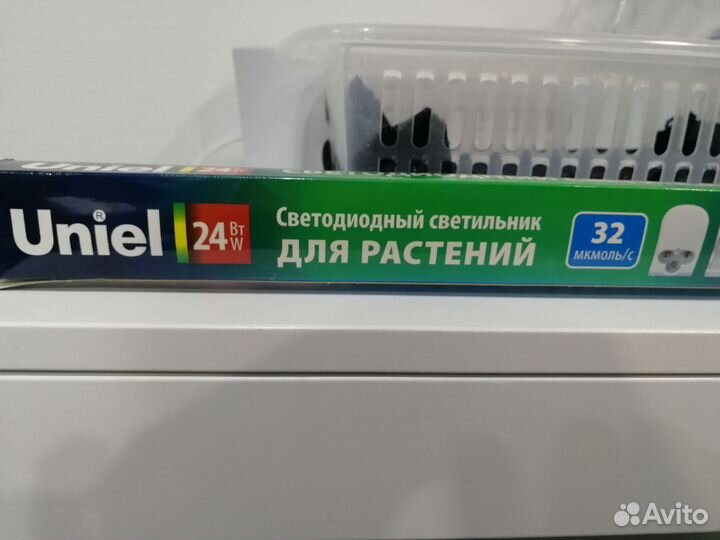 Uniel®
24 Вт W
Светодиодный светильник
ДЛЯ РАСТЕНИЙ
32
мкмоль/с
Avito